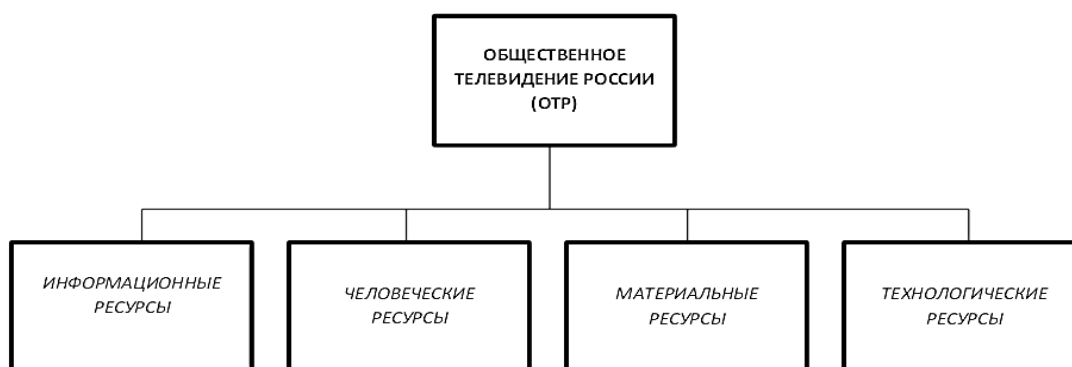 ОБЩЕСТВЕННОЕ
ТЕЛЕВИДЕНИЕ РОССИИ
(ОТР)
ИНФОРМАЦИОННЫЕ
РЕСУРСЫ
ЧЕЛОВЕЧЕСКИЕ
РЕСУРСЫ
МАТЕРИАЛЬНЫЕ
РЕСУРСЫ
ТЕХНОЛОГИЧЕСКИЕ
РЕСУРСЫ